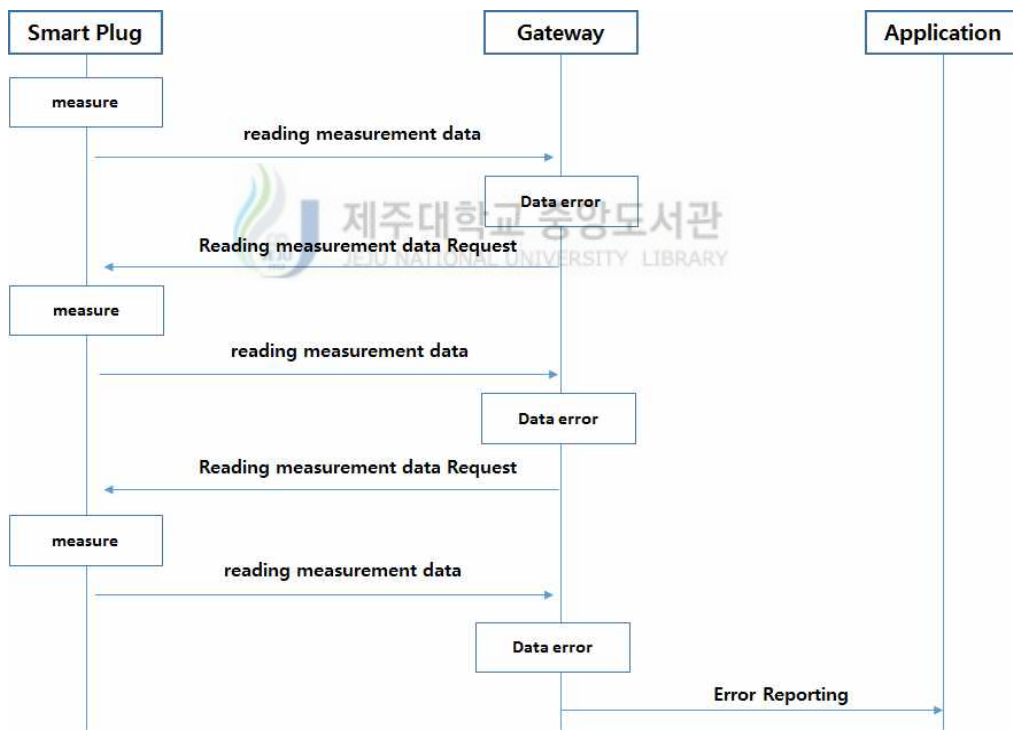 Smart Plug
Gateway
Application
measure
reading measurement data
Data error
제주대학교 중앙도서관
JEJU NATIONAL UNIVERSITY LIBRARY
Reading measurement data Request
measure
reading measurement data
Data error
Reading measurement data Request
measure
reading measurement data
Data error
Error Reporting